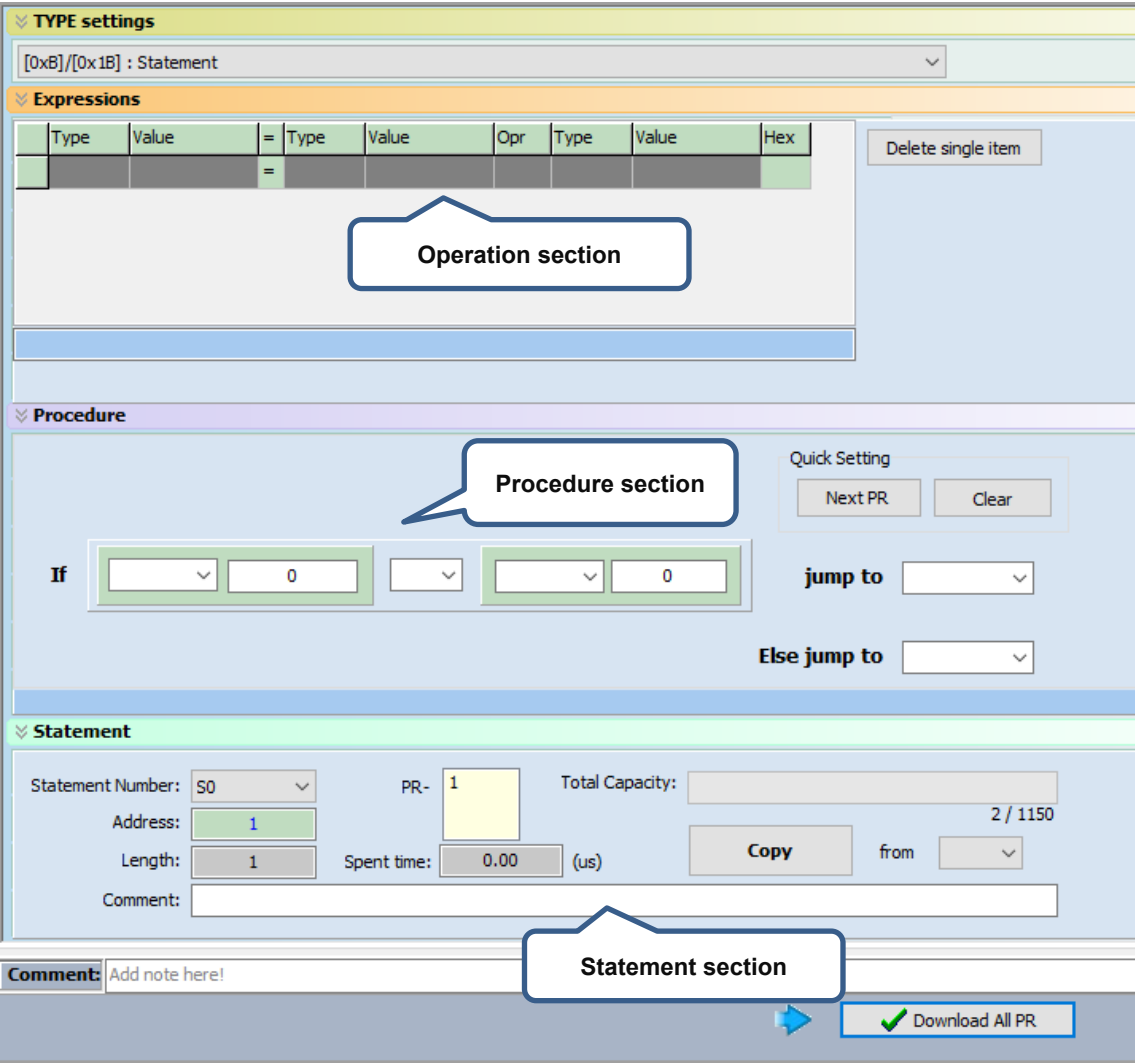 TYPE settings
[0xB]/[0x1B] : Statement
Expressions
Type Value = Type Value Opr Type Value Hex
Delete single item
=
Operation section
Procedure
Quick Setting
Procedure section
Next PR Clear
If 0 0 jump to
Else jump to
Statement
Statement Number: S0 PR- 1 Total Capacity:
2 / 1150
Address: 1
Copy from
Length: 1 Spent time: 0.00 (us)
Comment:
Statement section
Comment: Add note here!
Download All PR